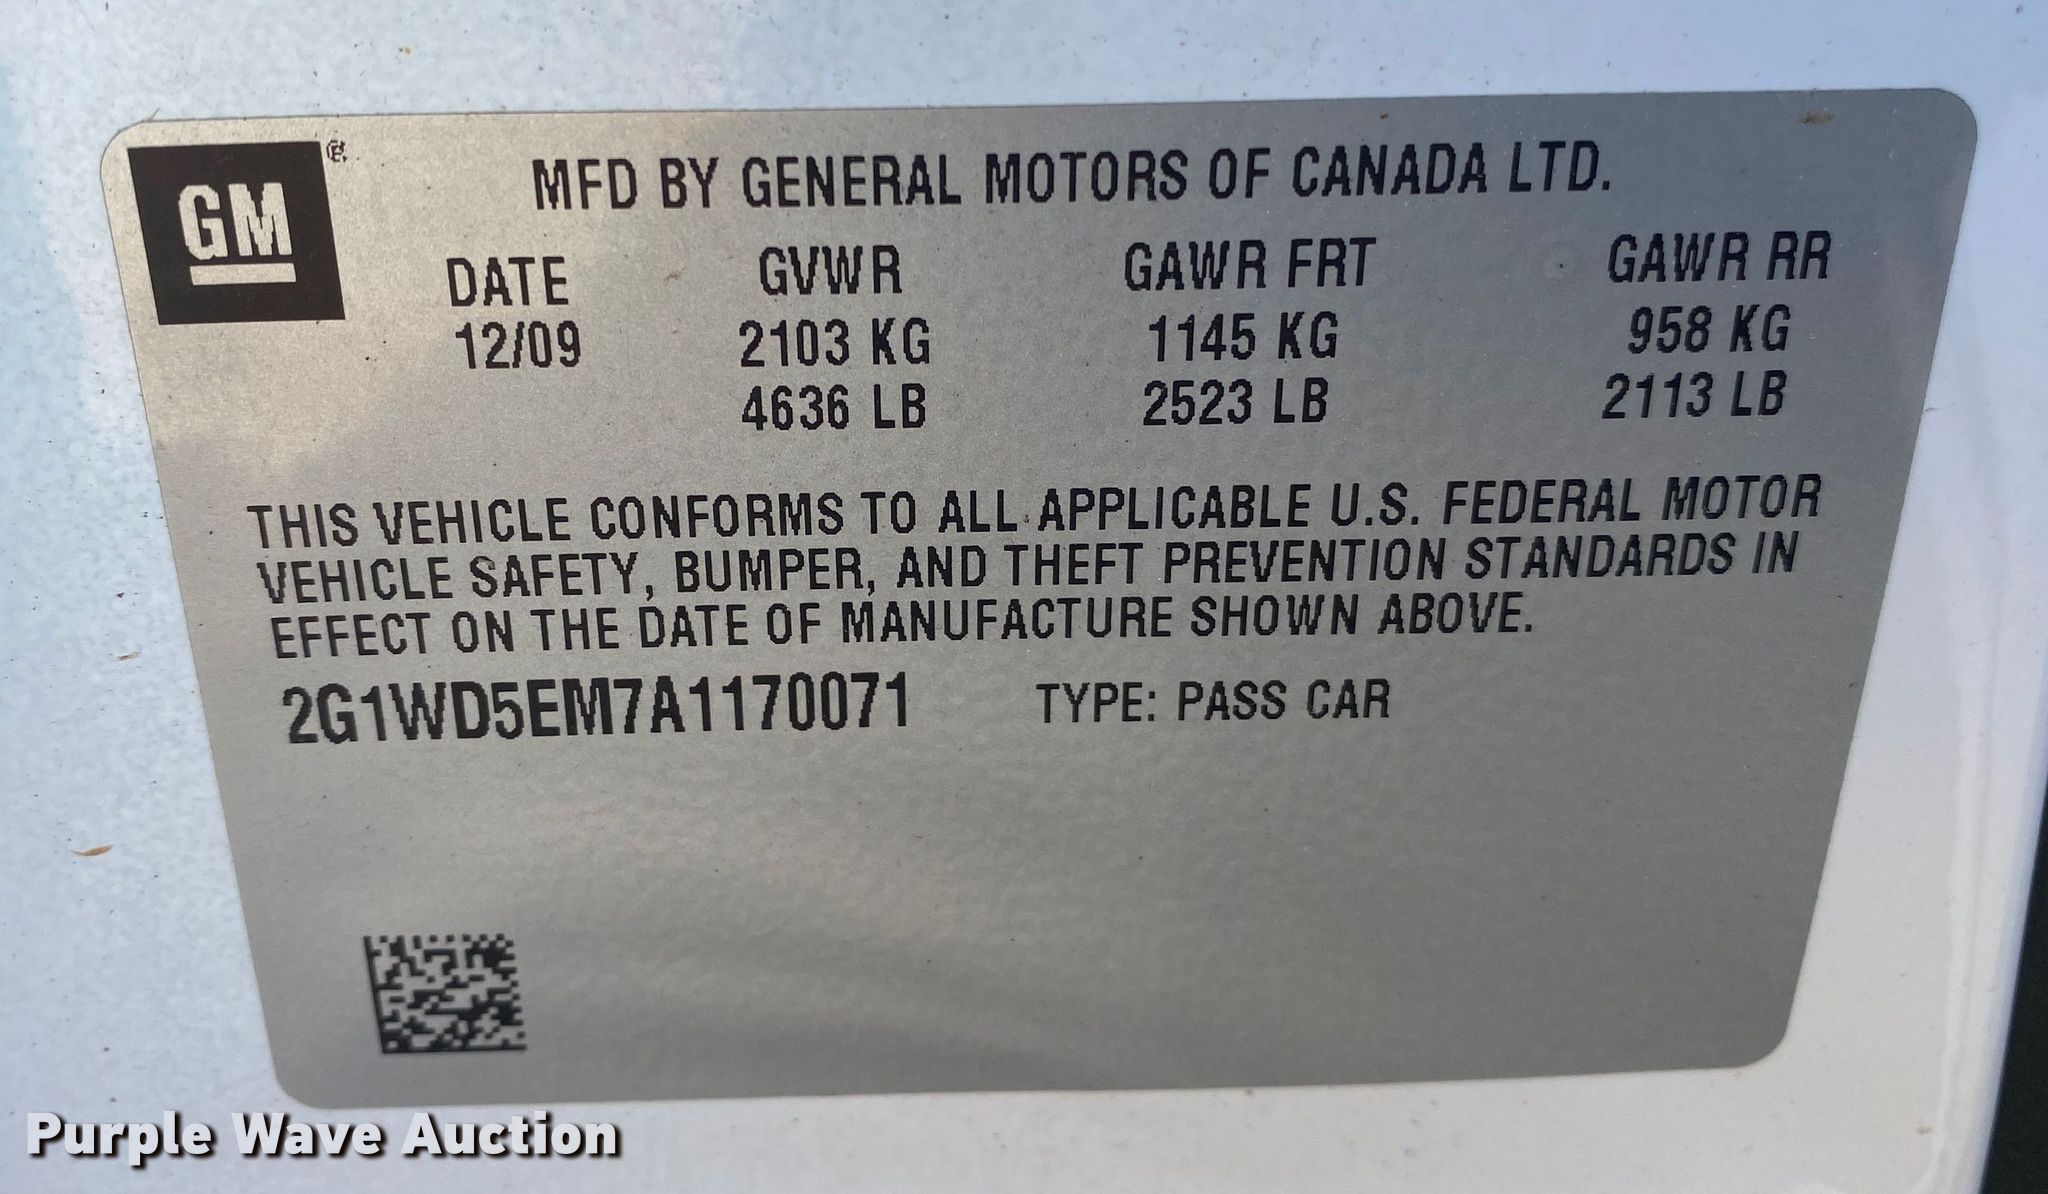 GM®
MFD BY GENERAL MOTORS OF CANADA LTD.
DATE GVWR GAWR FRT GAWR RR
12/09 2103 KG 1145 KG 958 KG
4636 LB 2523 LB 2113 LB
THIS VEHICLE CONFORMS TO ALL APPLICABLE U.S. FEDERAL MOTOR
VEHICLE SAFETY, BUMPER, AND THEFT PREVENTION STANDARDS IN
EFFECT ON THE DATE OF MANUFACTURE SHOWN ABOVE.
2G1WD5EM7A1170071 TYPE: PASS CAR
Purple Wave Auction